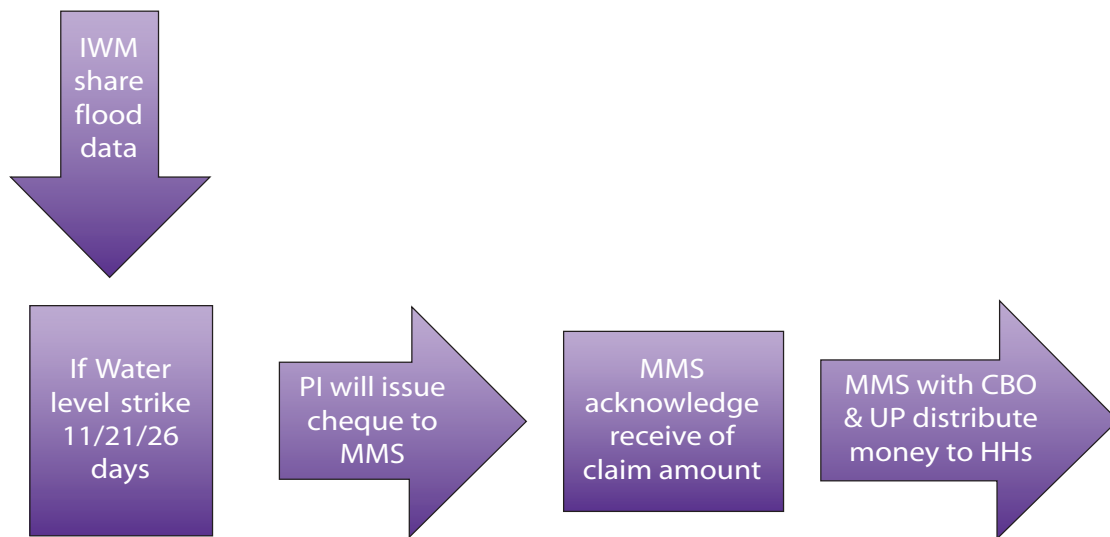 IWM
share
flood
data
If Water
level strike
11/21/26
days
PI will issue
cheque to
MMS
MMS
acknowledge
receive of
claim amount
MMS with CBO
& UP distribute
money to HHs